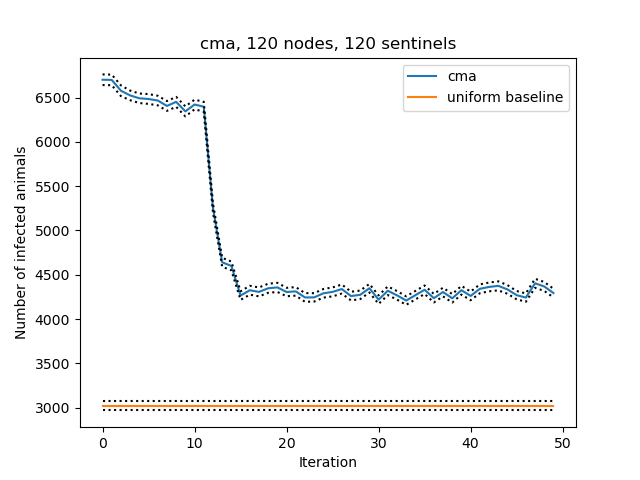 cma, 120 nodes, 120 sentinels
cma
uniform baseline
Number of infected animals
6500
6000
5500
5000
4500
4000
3500
3000
0 10 20 30 40 50
Iteration